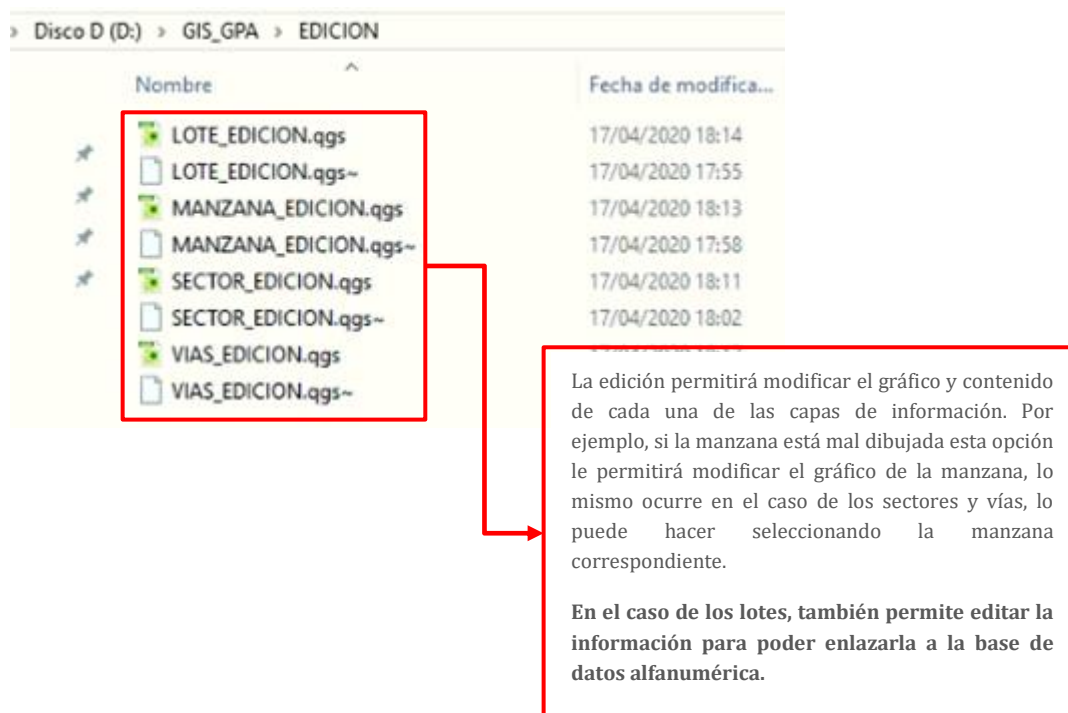 › Disco D (D:) › GIS_GPA › EDICION
Nombre Fecha de modifica...
LOTE_EDICION.qgs 17/04/2020 18:14
LOTE_EDICION.qgs~ 17/04/2020 17:55
MANZANA_EDICION.qgs 17/04/2020 18:13
MANZANA_EDICION.qgs~ 17/04/2020 17:58
SECTOR_EDICION.qgs 17/04/2020 18:11
SECTOR_EDICION.qgs~ 17/04/2020 18:02
VIAS_EDICION.qgs
VIAS_EDICION.qgs~
La edición permitirá modificar el gráfico y contenido
de cada una de las capas de información. Por
ejemplo, si la manzana está mal dibujada esta opción
le permitirá modificar el gráfico de la manzana, lo
mismo ocurre en el caso de los sectores y vías, lo
puede hacer seleccionando la manzana
correspondiente.
En el caso de los lotes, también permite editar la
información para poder enlazarla a la base de
datos alfanumérica.